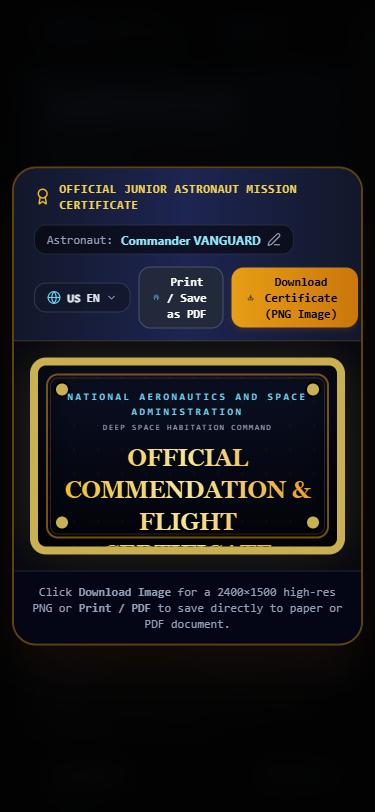 OFFICIAL JUNIOR ASTRONAUT MISSION
CERTIFICATE
Astronaut: Commander VANGUARD
US EN
Print
/ Save
as PDF
Download
Certificate
(PNG Image)
NATIONAL AERONAUTICS AND SPACE
ADMINISTRATION
DEEP SPACE HABITATION COMMAND
OFFICIAL
COMMENDATION &
FLIGHT
Click Download Image for a 2400×1500 high-res
PNG or Print / PDF to save directly to paper or
PDF document.